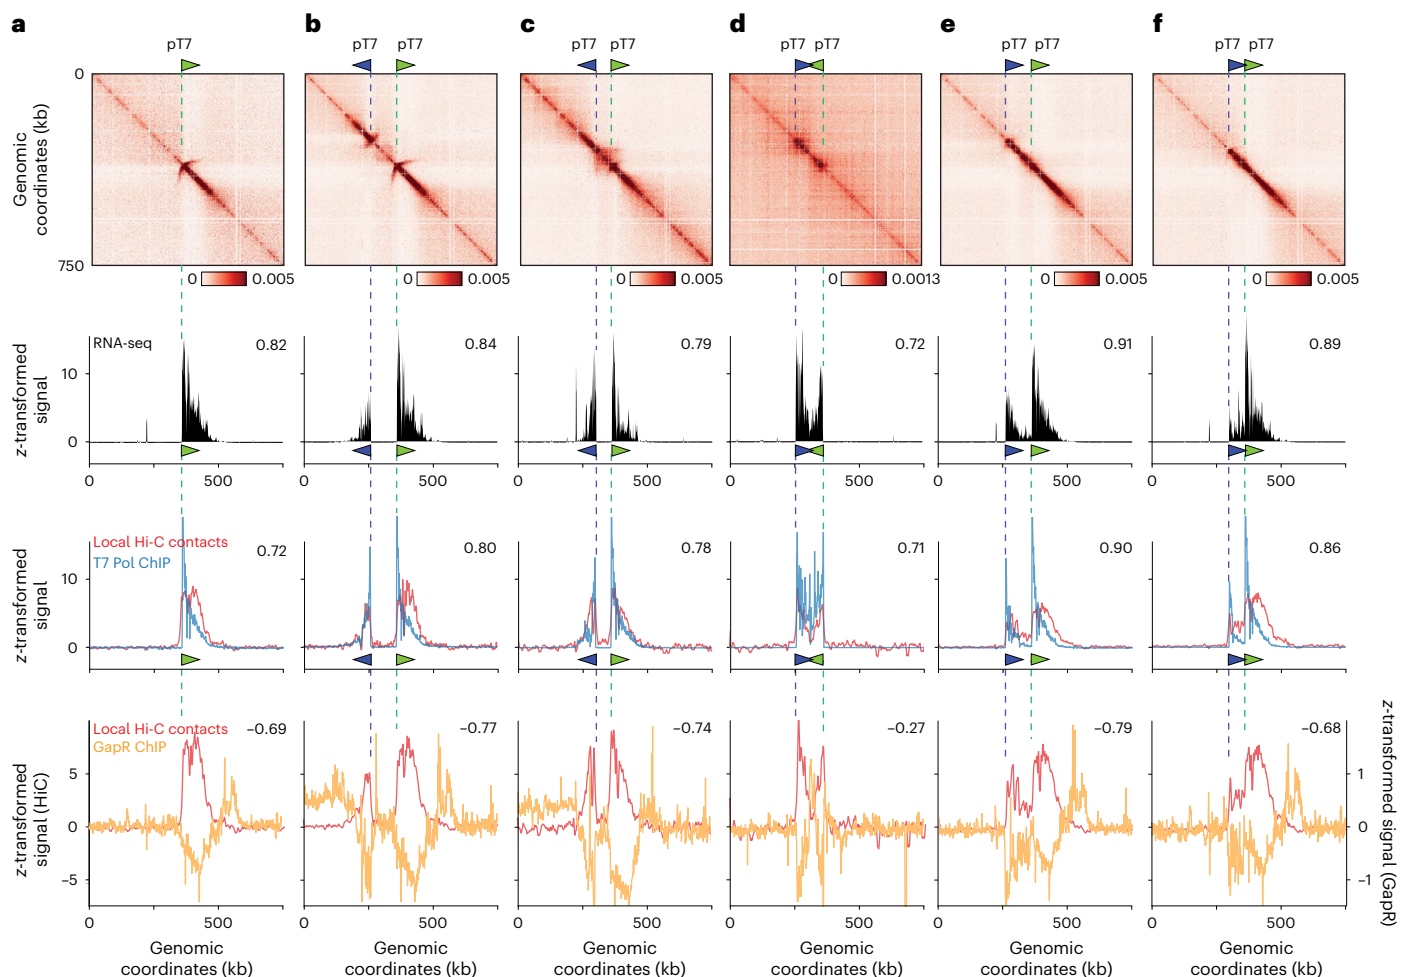 a b c d e f
pT7 pT7 pT7 pT7 pT7 pT7 pT7 pT7 pT7 pT7 pT7
0
Genomic
coordinates (kb)
750
0 0.005 0 0.005 0 0.005 0 0.0013 0 0.005 0 0.005
RNA-seq
0.82 0.84 0.79 0.72 0.91 0.89
z-transformed
signal
10
0
0 500 0 500 0 500 0 500 0 500 0 500
Local Hi-C contacts
T7 Pol ChIP
0.72 0.80 0.78 0.71 0.90 0.86
z-transformed
signal
10
0
Local Hi-C contacts
GapR ChIP
−0.69 −0.77 −0.74 −0.27 −0.79 −0.68
z-transformed
signal (HiC)
5
0
−5
1
0
−1
z-transformed signal (GapR)
0 500 0 500 0 500 0 500 0 500 0 500
Genomic Genomic Genomic Genomic Genomic Genomic
coordinates (kb) coordinates (kb) coordinates (kb) coordinates (kb) coordinates (kb) coordinates (kb)